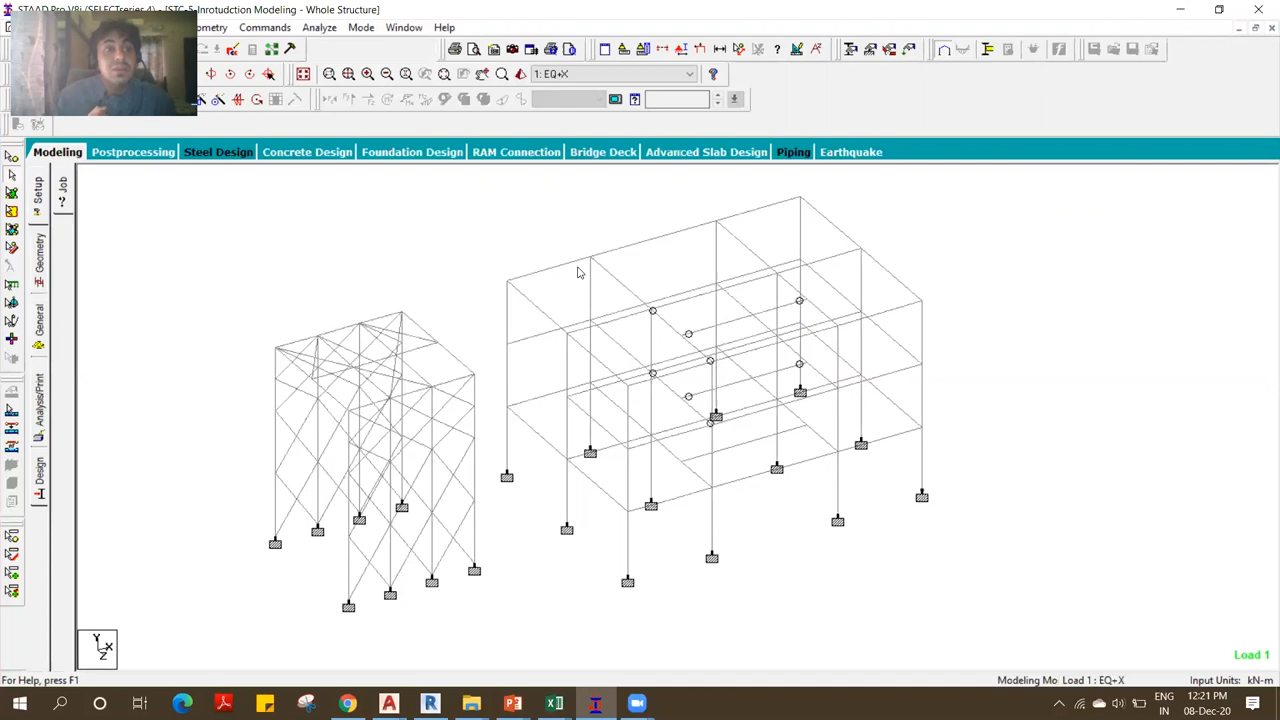 STAAD.Pro V8i (SELECTseries 4) - [STC-5-Inrotudction Modeling - Whole Structure]
Geometry Commands Analyze Mode Window Help
1: EQ+X
Modeling Postprocessing Steel Design Concrete Design Foundation Design RAM Connection Bridge Deck Advanced Slab Design Piping Earthquake
Setup
Job
Geometry
General
Analysis/Print
Design
Y
X
Z
Load 1
For Help, press F1
Modeling Mo Load 1 : EQ+X Input Units: kN-m
ENG
IN
12:21 PM
08-Dec-20